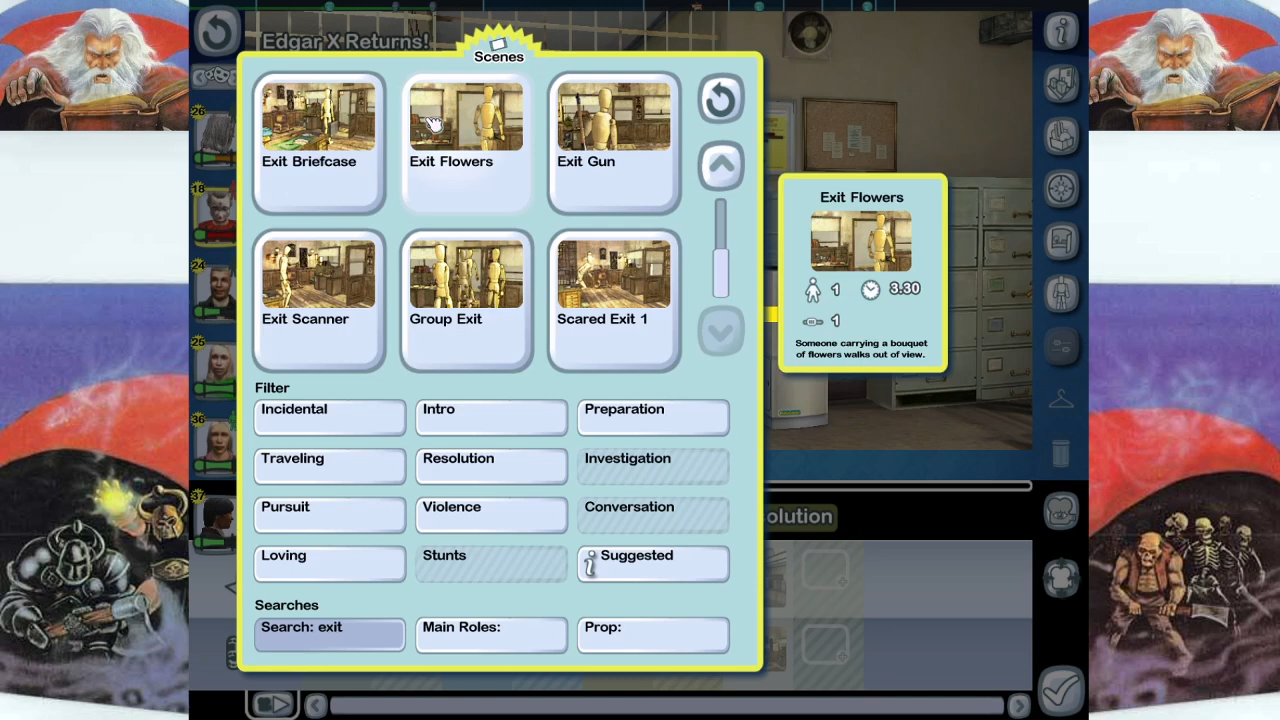 Edgar X Returns!
Scenes
Exit Briefcase
Exit Flowers
Exit Gun
Exit Scanner
Group Exit
Scared Exit 1
Filter
Incidental
Intro
Preparation
Traveling
Resolution
Investigation
Pursuit
Violence
Conversation
Loving
Stunts
Suggested
Searches
Search: exit
Main Roles:
Prop:
Exit Flowers
1
3.30
1
Someone carrying a bouquet
of flowers walks out of view.
olution
26
18
24
25
36
37